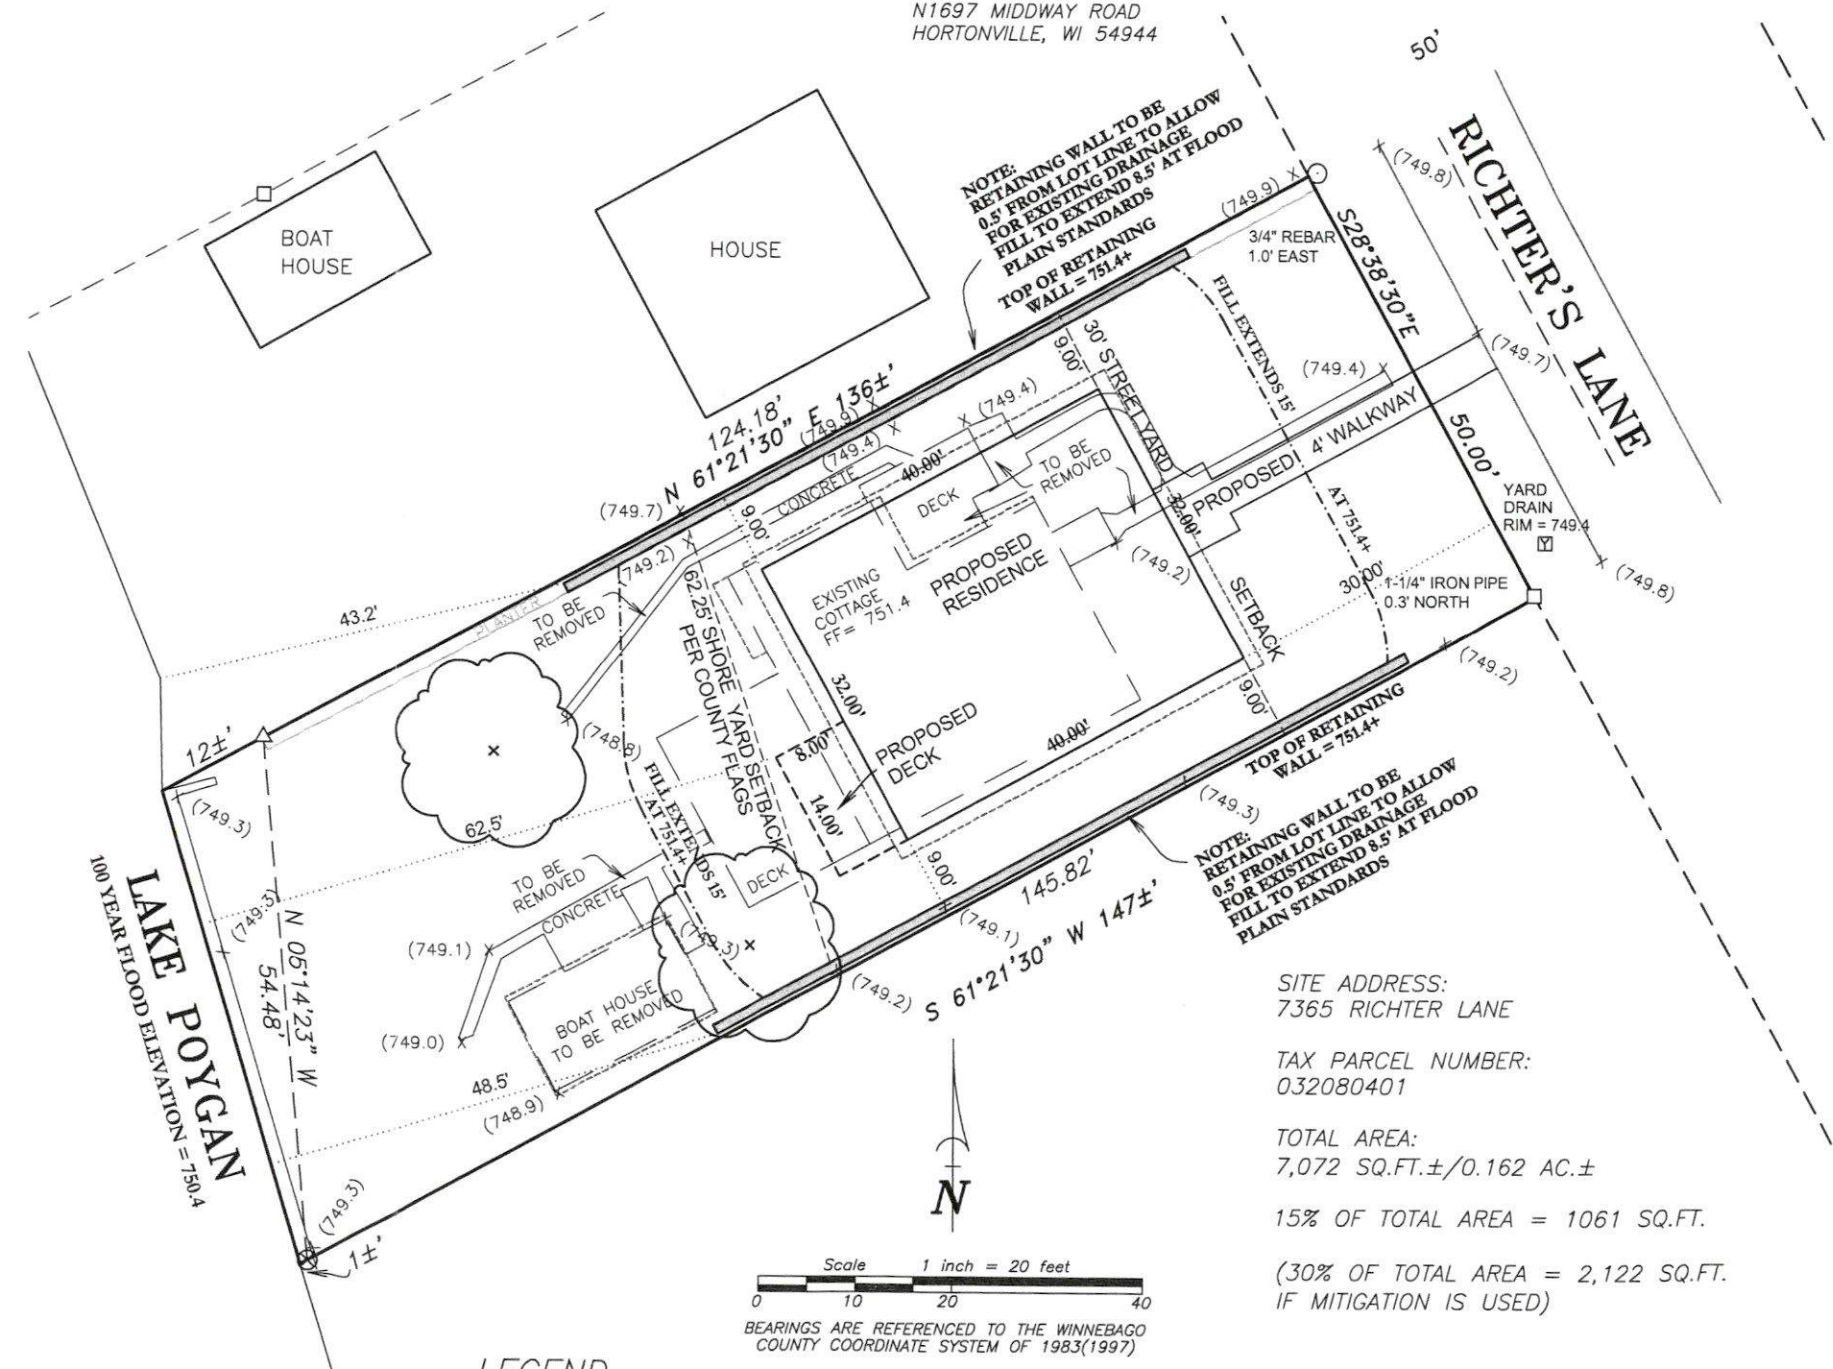 N1697 MIDDWAY ROAD
HORTONVILLE, WI 54944
50'
RICHTER'S LANE
BOAT
HOUSE
HOUSE
NOTE:
RETAINING WALL TO BE
0.5' FROM LOT LINE TO ALLOW
FOR EXISTING DRAINAGE
FILL TO EXTEND 8.5' AT FLOOD
PLAIN STANDARDS
TOP OF RETAINING
WALL = 751.4+
(749.9)
(749.8)
3/4" REBAR
1.0' EAST
S28°38'30"E
50.00'
FILL EXTENDS 15'
AT 751.4+
(749.7)
(749.4)
PROPOSED 4' WALKWAY
30' STREET YARD
SETBACK
9.00'
124.18'
N 61°21'30" E 136±'
(749.9)
(749.4)
(749.4)
CONCRETE
40.00'
DECK
TO BE
REMOVED
32.00'
YARD
DRAIN
RIM = 749.4
Y
(749.8)
1-1/4" IRON PIPE
0.3' NORTH
30.00'
(749.2)
(749.7)
(749.2)
9.00'
PLANTER
TO BE
REMOVED
62.25' SHORE YARD SETBACK
PER COUNTY FLAGS
EXISTING
COTTAGE
FF= 751.4
PROPOSED
RESIDENCE
(749.2)
43.2'
12±'
(749.3)
(748.8)
FILL EXTENDS 15'
AT 751.4+
32.00'
8.00'
14.00'
PROPOSED
DECK
40.00'
9.00'
TOP OF RETAINING
WALL = 751.4+
(749.3)
NOTE:
RETAINING WALL TO BE
0.5' FROM LOT LINE TO ALLOW
FOR EXISTING DRAINAGE
FILL TO EXTEND 8.5' AT FLOOD
PLAIN STANDARDS
62.5'
DECK
9.00'
145.82'
S 61°21'30" W 147±'
(749.1)
(749.2)
LAKE POYGAN
100 YEAR FLOOD ELEVATION = 750.4
(749.3)
N 05°14'23" W
54.48'
TO BE
REMOVED
CONCRETE
(749.3)
(749.1)
(749.0)
BOAT HOUSE
TO BE REMOVED
48.5'
(748.9)
(749.3)
1±'
N
SITE ADDRESS:
7365 RICHTER LANE
TAX PARCEL NUMBER:
032080401
TOTAL AREA:
7,072 SQ.FT.±/0.162 AC.±
15% OF TOTAL AREA = 1061 SQ.FT.
(30% OF TOTAL AREA = 2,122 SQ.FT.
IF MITIGATION IS USED)
Scale 1 inch = 20 feet
0 10 20 40
BEARINGS ARE REFERENCED TO THE WINNEBAGO
COUNTY COORDINATE SYSTEM OF 1983(1997)
LEGEND